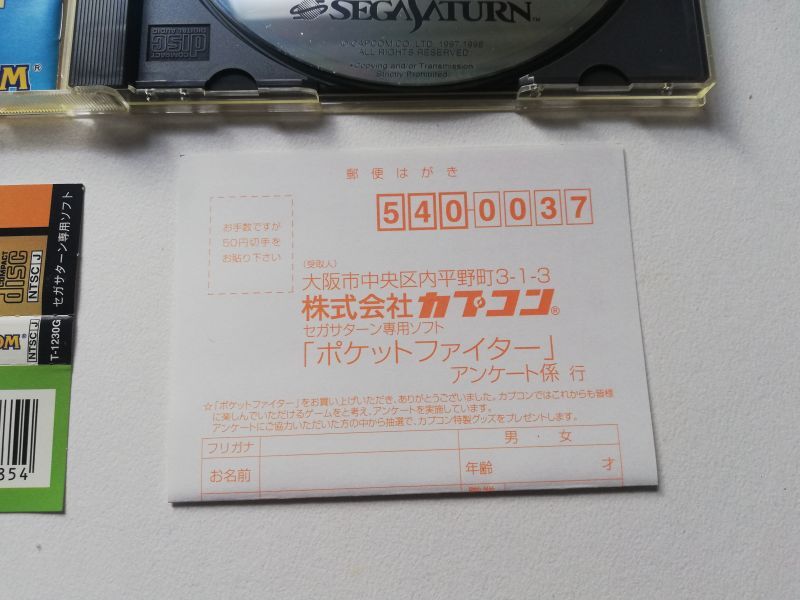 SEGASATURN™
©CAPCOM CO., LTD. 1997,1998
ALL RIGHTS RESERVED.
•Copying and/or Transmission
Strictly Prohibited.
COMPACT
disc
DIGITAL AUDIO
OM®
郵便はがき
5400037
お手数ですが
50円切手を
お貼り下さい
(受取人)
大阪市中央区内平野町3-1-3
株式会社カプコン®
セガサターン専用ソフト
「ポケットファイター」
アンケート係 行
☆「ポケットファイター」をお買い上げいただき、ありがとうございました。カプコンではこれからも皆様
に楽しんでいただけるゲームをと考え、アンケートを実施しています。
アンケートにご協力いただいた方の中から抽選で、カプコン特製グッズをプレゼントします。
フリガナ
男・女
お名前
年齢 才
COMPACT
disc
NTSC J
セガサターン専用ソフト
OM®
NTSC J
T-1230G
854